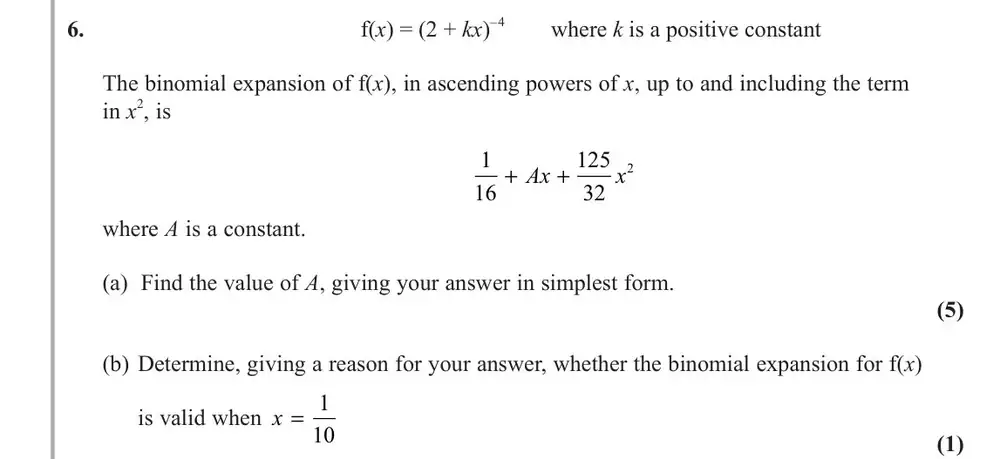 6. f(x) = (2 + kx)⁻⁴ where k is a positive constant
The binomial expansion of f(x), in ascending powers of x, up to and including the term
in x², is
1/16 + Ax + 125/32 x²
where A is a constant.
(a) Find the value of A, giving your answer in simplest form.
(5)
(b) Determine, giving a reason for your answer, whether the binomial expansion for f(x)
is valid when x = 1/10
(1)